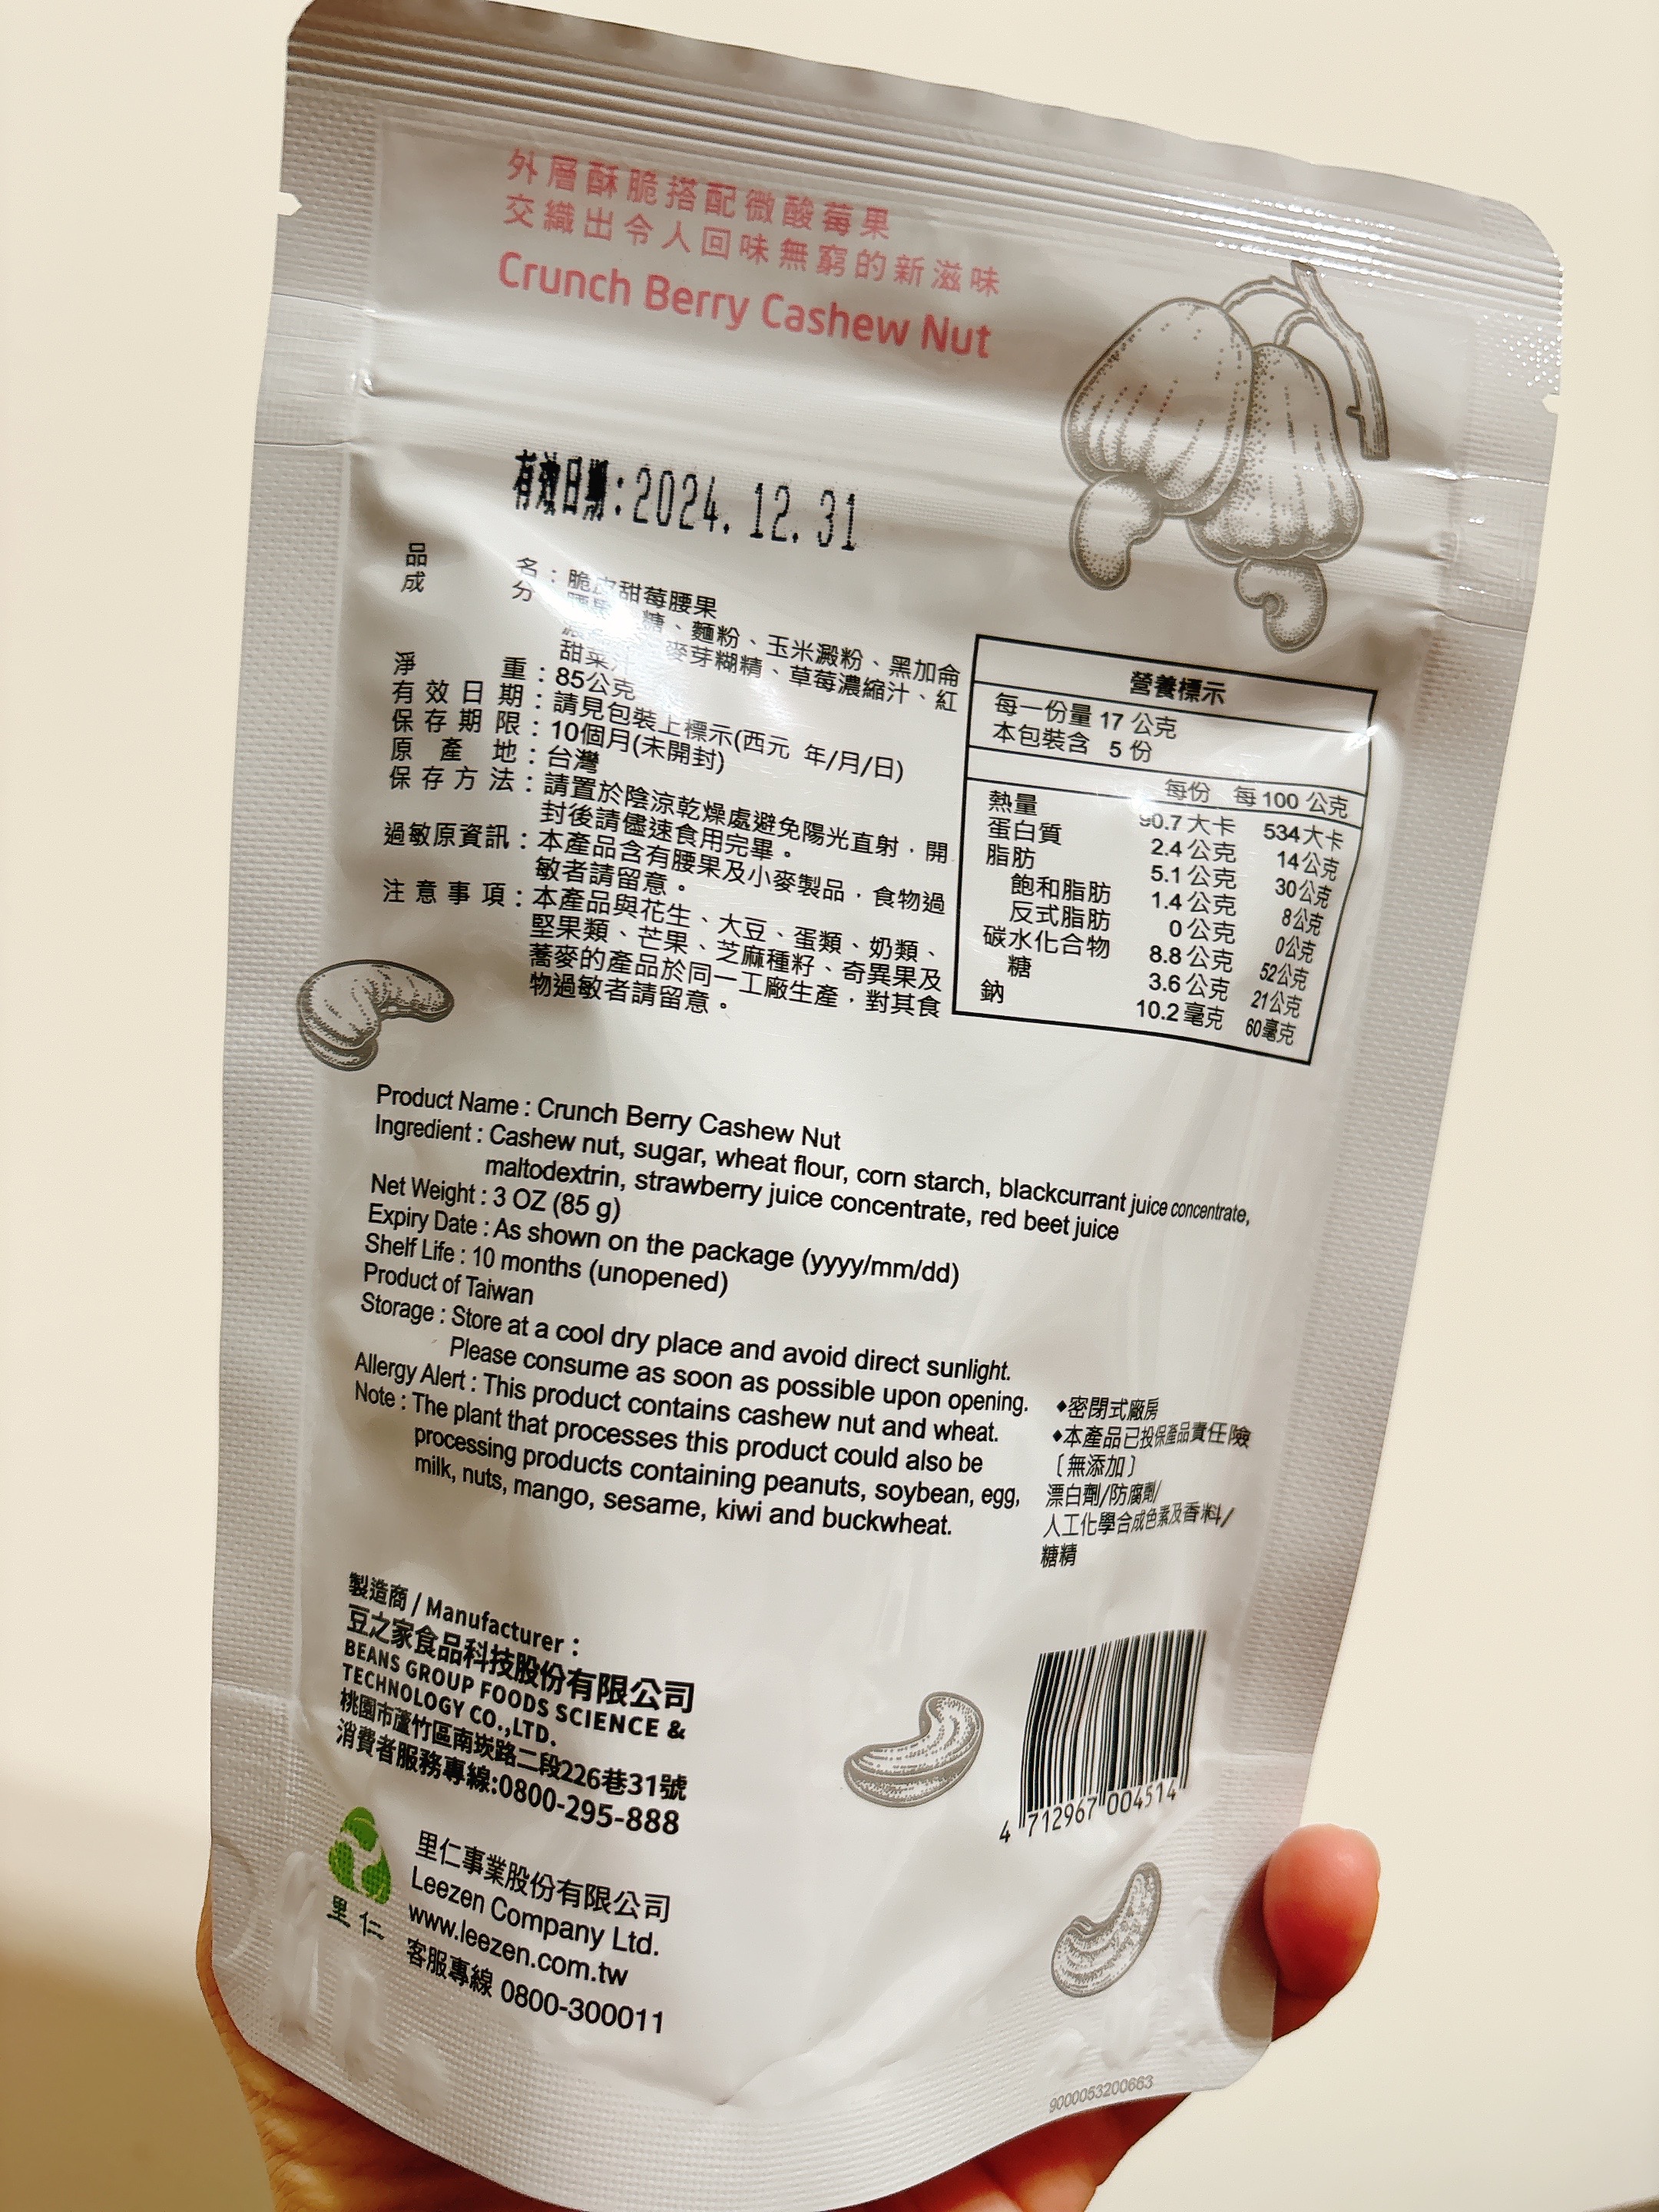 外層酥脆搭配微酸莓果
交織出令人回味無窮的新滋味
Crunch Berry Cashew Nut
有效日期:2024.12.31
品名:脆皮甜莓腰果
成分 腰果 糖、麵粉、玉米澱粉、黑加侖
麥芽糊精、草莓濃縮汁、紅
甜菜汁
淨重:85公克
有效日期:請見包裝上標示(西元 年/月/日)
保存期限:10個月(未開封)
原產地:台灣
保存方法:請置於陰涼乾燥處避免陽光直射,開
封後請儘速食用完畢。
過敏原資訊:本產品含有腰果及小麥製品,食物過
敏者請留意。
注意事項:本產品與花生、大豆、蛋類、奶類、
堅果類、芒果、芝麻種籽、奇異果及
蕎麥的產品於同一工廠生產,對其食
物過敏者請留意。
營養標示
每一份量 17 公克
本包裝含 5 份
每份 每 100 公克
熱量 90.7 大卡 534大卡
蛋白質 2.4 公克 14公克
脂肪 5.1 公克 30公克
飽和脂肪 1.4 公克 8公克
反式脂肪 0 公克 0公克
碳水化合物 8.8 公克 52公克
糖 3.6 公克 21公克
鈉 10.2 毫克 60毫克
Product Name : Crunch Berry Cashew Nut
Ingredient : Cashew nut, sugar, wheat flour, corn starch, blackcurrant juice concentrate,
maltodextrin, strawberry juice concentrate, red beet juice
Net Weight : 3 OZ (85 g)
Expiry Date : As shown on the package (yyyy/mm/dd)
Shelf Life : 10 months (unopened)
Product of Taiwan
Storage : Store at a cool dry place and avoid direct sunlight.
Please consume as soon as possible upon opening.
Allergy Alert : This product contains cashew nut and wheat.
Note : The plant that processes this product could also be
processing products containing peanuts, soybean, egg,
milk, nuts, mango, sesame, kiwi and buckwheat.
◆密閉式廠房
◆本產品已投保產品責任險
〔無添加〕
漂白劑/防腐劑/
人工化學合成色素及香料/
糖精
製造商 / Manufacturer :
豆之家食品科技股份有限公司
BEANS GROUP FOODS SCIENCE &
TECHNOLOGY CO.,LTD.
桃園市蘆竹區南崁路二段226巷31號
消費者服務專線:0800-295-888
4 712967 004514
里仁
里仁事業股份有限公司
Leezen Company Ltd.
www.leezen.com.tw
客服專線 0800-300011
9000053200663